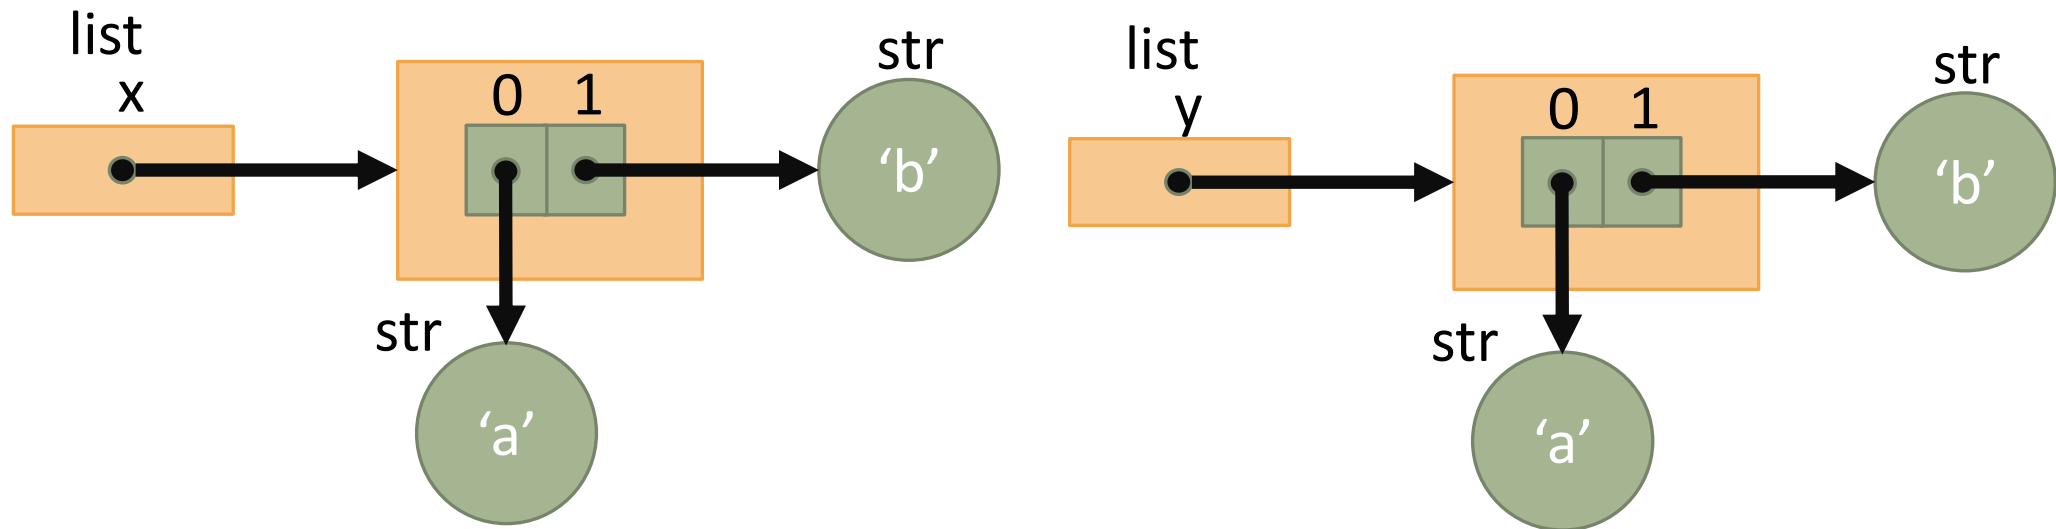 list
x
0 1
str
‘b’
str
‘a’
list
y
0 1
str
‘b’
str
‘a’